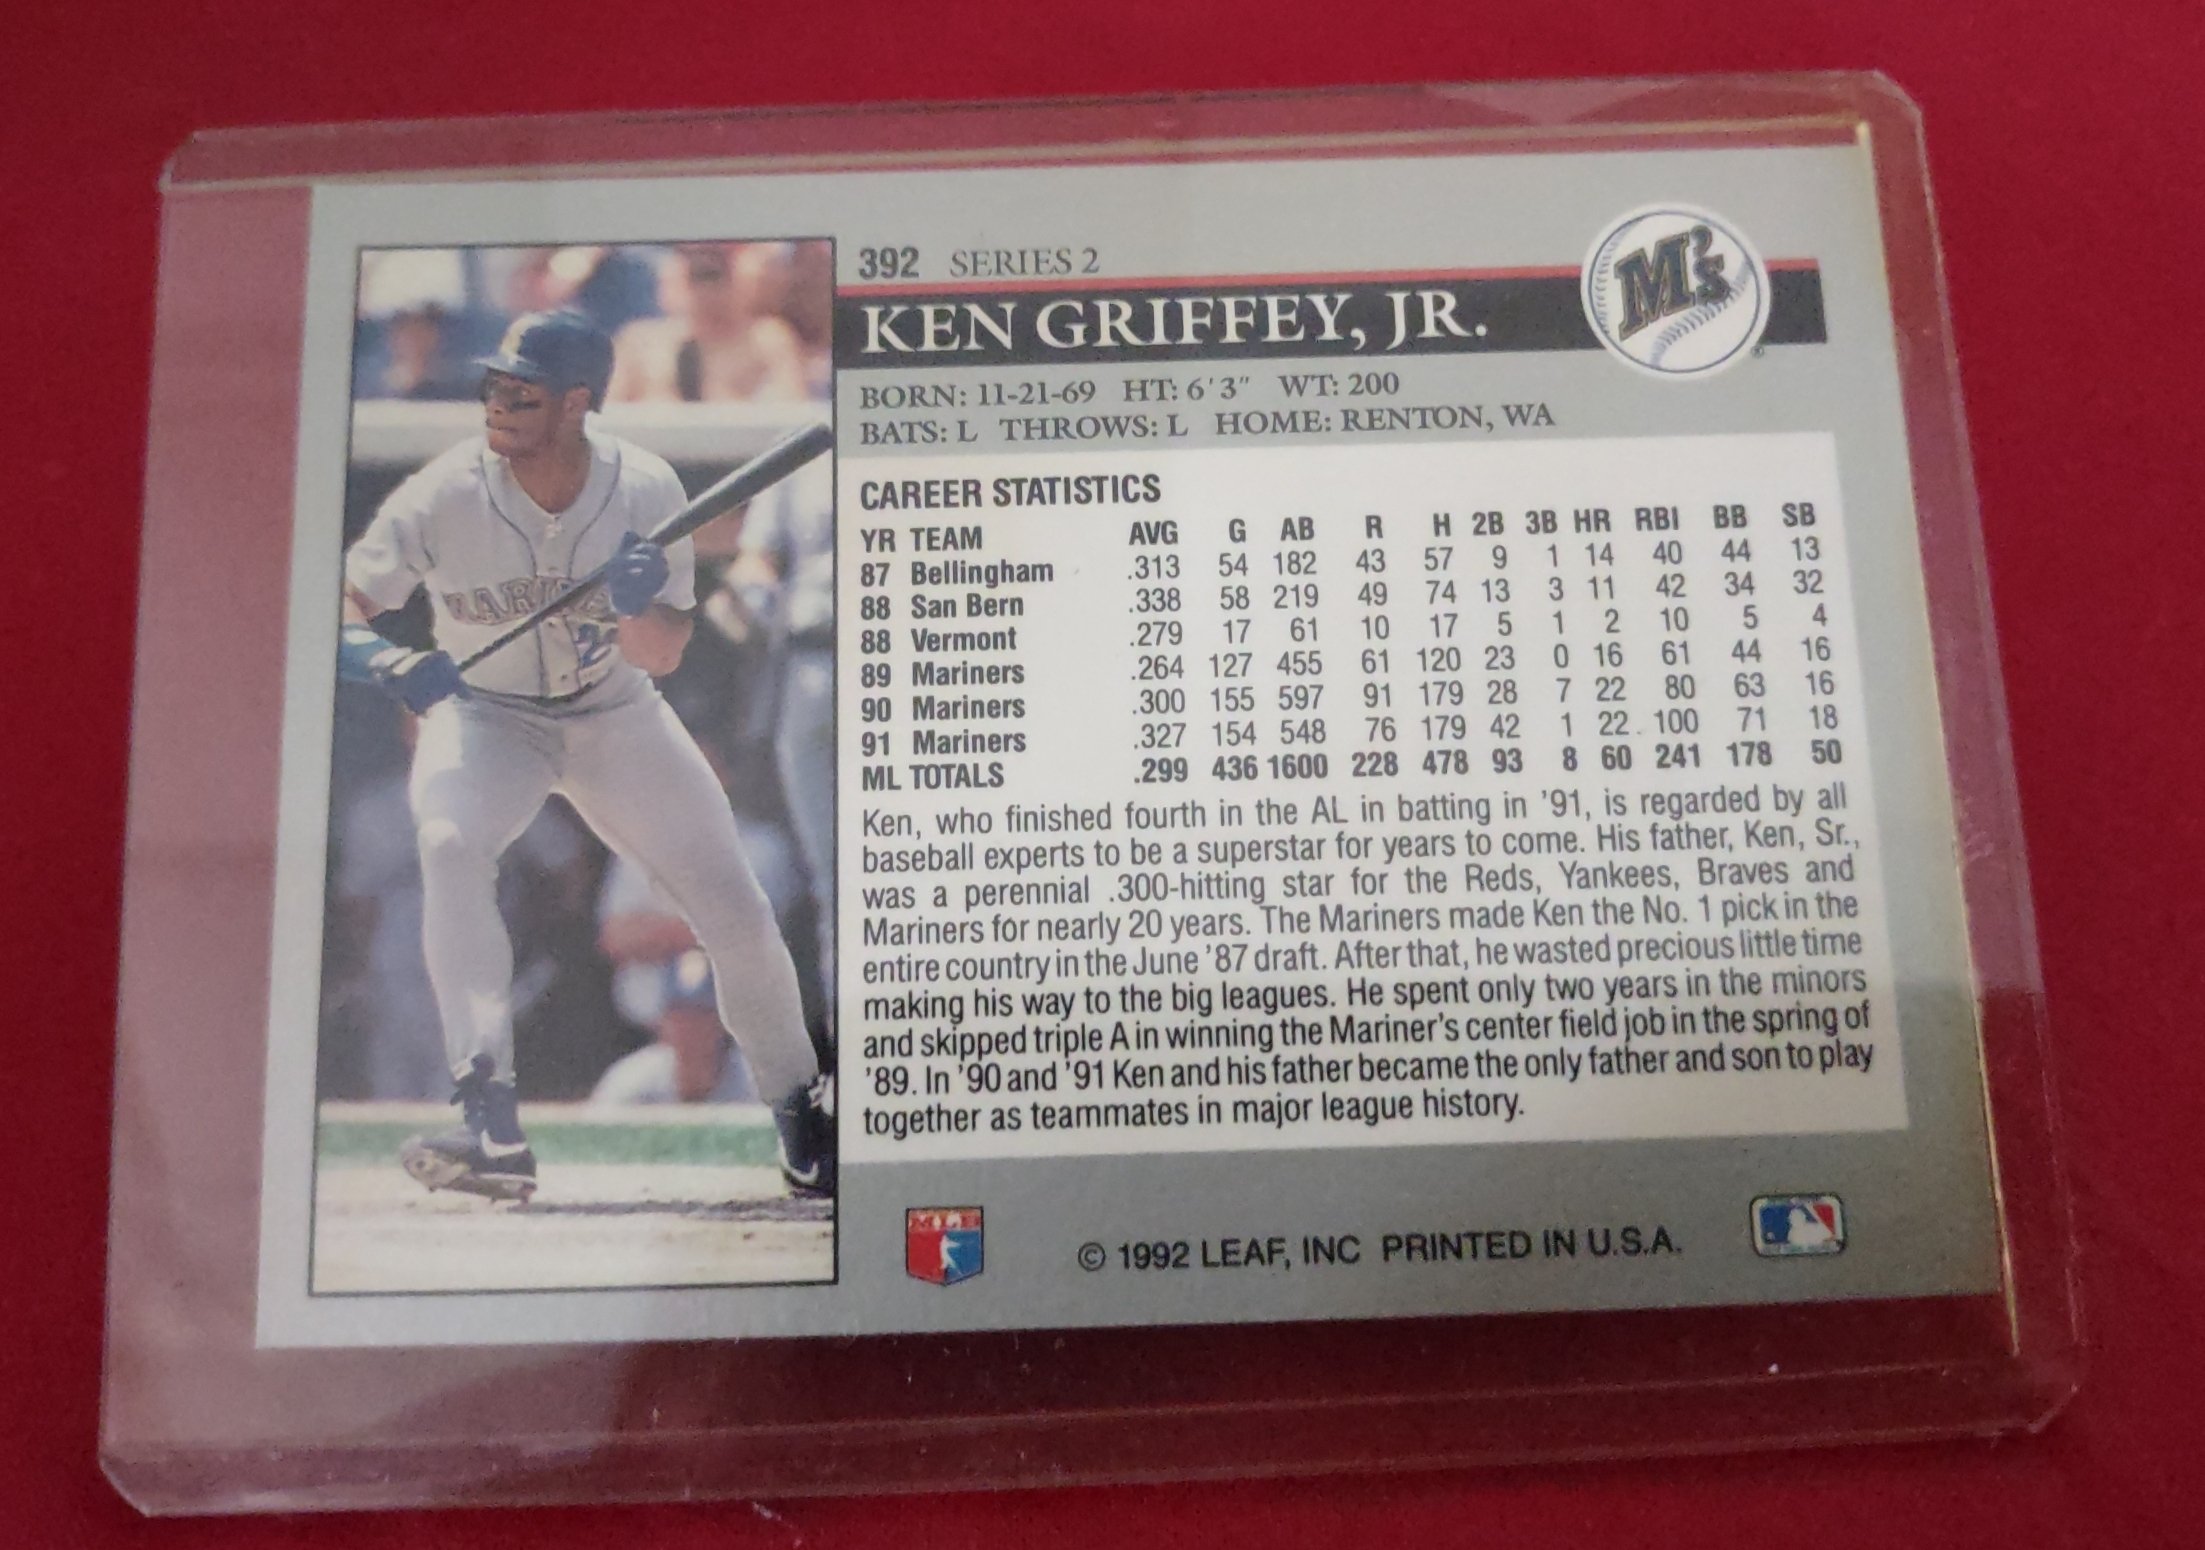 392 SERIES 2
M's
KEN GRIFFEY, JR.
BORN: 11-21-69 HT: 6'3" WT: 200
BATS: L THROWS: L HOME: RENTON, WA
CAREER STATISTICS
YR TEAM AVG G AB R H 2B 3B HR RBI BB SB
87 Bellingham .313 54 182 43 57 9 1 14 40 44 13
88 San Bern .338 58 219 49 74 13 3 11 42 34 32
88 Vermont .279 17 61 10 17 5 1 2 10 5 4
89 Mariners .264 127 455 61 120 23 0 16 61 44 16
90 Mariners .300 155 597 91 179 28 7 22 80 63 16
91 Mariners .327 154 548 76 179 42 1 22 100 71 18
ML TOTALS .299 436 1600 228 478 93 8 60 241 178 50
Ken, who finished fourth in the AL in batting in '91, is regarded by all
baseball experts to be a superstar for years to come. His father, Ken, Sr.,
was a perennial .300-hitting star for the Reds, Yankees, Braves and
Mariners for nearly 20 years. The Mariners made Ken the No. 1 pick in the
entire country in the June '87 draft. After that, he wasted precious little time
making his way to the big leagues. He spent only two years in the minors
and skipped triple A in winning the Mariner's center field job in the spring of
'89. In '90 and '91 Ken and his father became the only father and son to play
together as teammates in major league history.
© 1992 LEAF, INC PRINTED IN U.S.A.